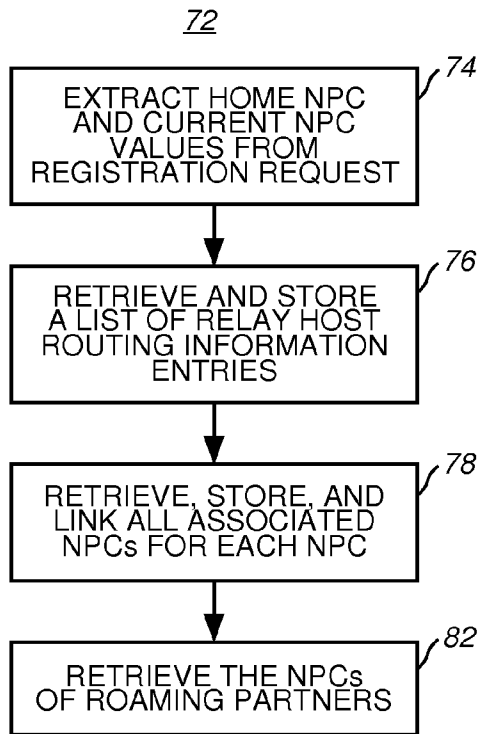 72
74
EXTRACT HOME NPC
AND CURRENT NPC
VALUES FROM
REGISTRATION REQUEST
76
RETRIEVE AND STORE
A LIST OF RELAY HOST
ROUTING INFORMATION
ENTRIES
78
RETRIEVE, STORE, AND
LINK ALL ASSOCIATED
NPCs FOR EACH NPC
82
RETRIEVE THE NPCs
OF ROAMING PARTNERS